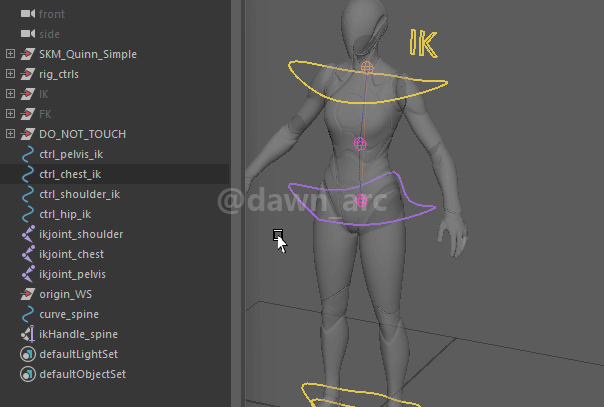 front
side
SKM_Quinn_Simple
rig_ctrls
IK
FK
DO_NOT_TOUCH
ctrl_pelvis_ik
ctrl_chest_ik
ctrl_shoulder_ik
ctrl_hip_ik
ikjoint_shoulder
ikjoint_chest
ikjoint_pelvis
origin_WS
curve_spine
ikHandle_spine
defaultLightSet
defaultObjectSet
IK
@dawn_arc